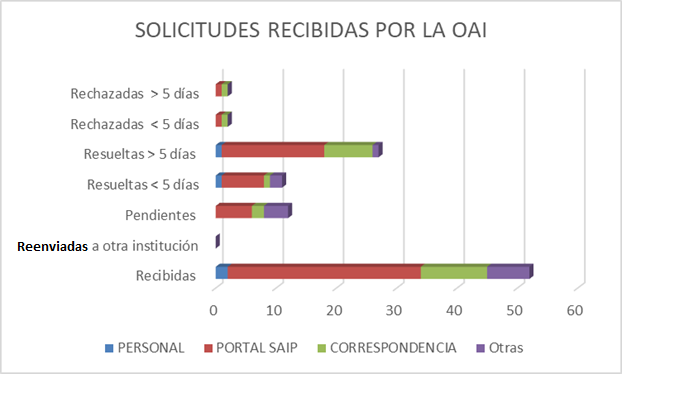 SOLICITUDES RECIBIDAS POR LA OAI
Rechazadas > 5 días
Rechazadas < 5 días
Resueltas > 5 días
Resueltas < 5 días
Pendientes
Reenviadas a otra institución
Recibidas
0 10 20 30 40 50 60
PERSONAL PORTAL SAIP CORRESPONDENCIA Otras